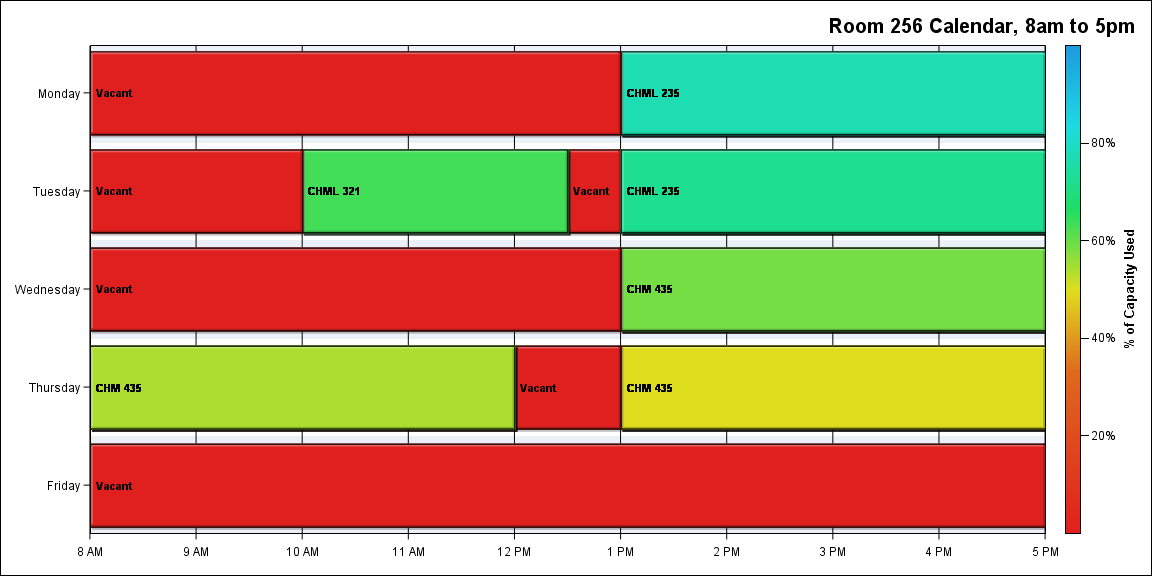 Room 256 Calendar, 8am to 5pm
Monday
Vacant
CHML 235
Tuesday
Vacant
CHML 321
Vacant
CHML 235
Wednesday
Vacant
CHM 435
Thursday
CHM 435
Vacant
CHM 435
Friday
Vacant
8 AM
9 AM
10 AM
11 AM
12 PM
1 PM
2 PM
3 PM
4 PM
5 PM
80%
60%
40%
20%
% of Capacity Used